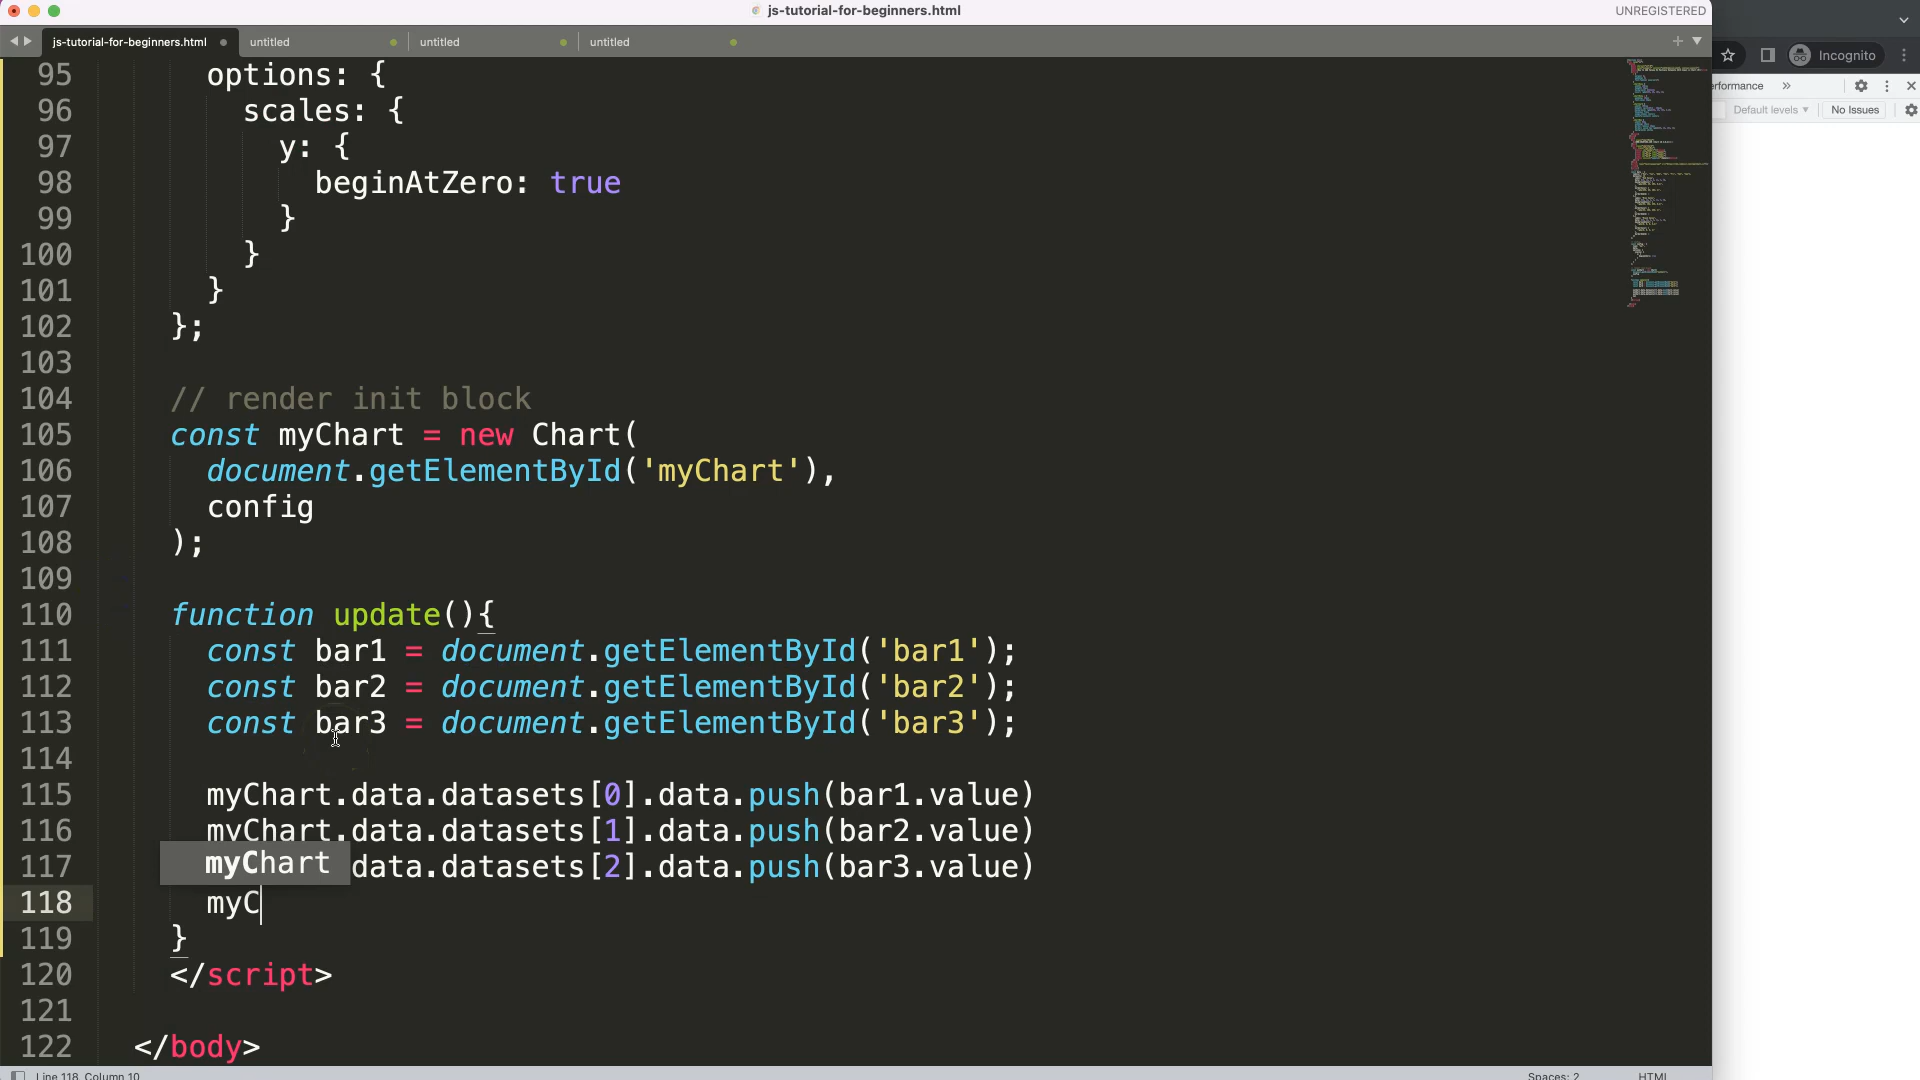 js-tutorial-for-beginners.html
UNREGISTERED
js-tutorial-for-beginners.html
untitled
untitled
untitled
Incognito
erformance
Default levels
No Issues
95 options: {
96 scales: {
97 y: {
98 beginAtZero: true
99 }
100 }
101 }
102 };
103
104 // render init block
105 const myChart = new Chart(
106 document.getElementById('myChart'),
107 config
108 );
109
110 function update(){
111 const bar1 = document.getElementById('bar1');
112 const bar2 = document.getElementById('bar2');
113 const bar3 = document.getElementById('bar3');
114
115 myChart.data.datasets[0].data.push(bar1.value)
116 myChart.data.datasets[1].data.push(bar2.value)
117 myChart data.datasets[2].data.push(bar3.value)
118 myC
119 }
120 </script>
121
122 </body>
Line 118, Column 10
Spaces: 2
HTML